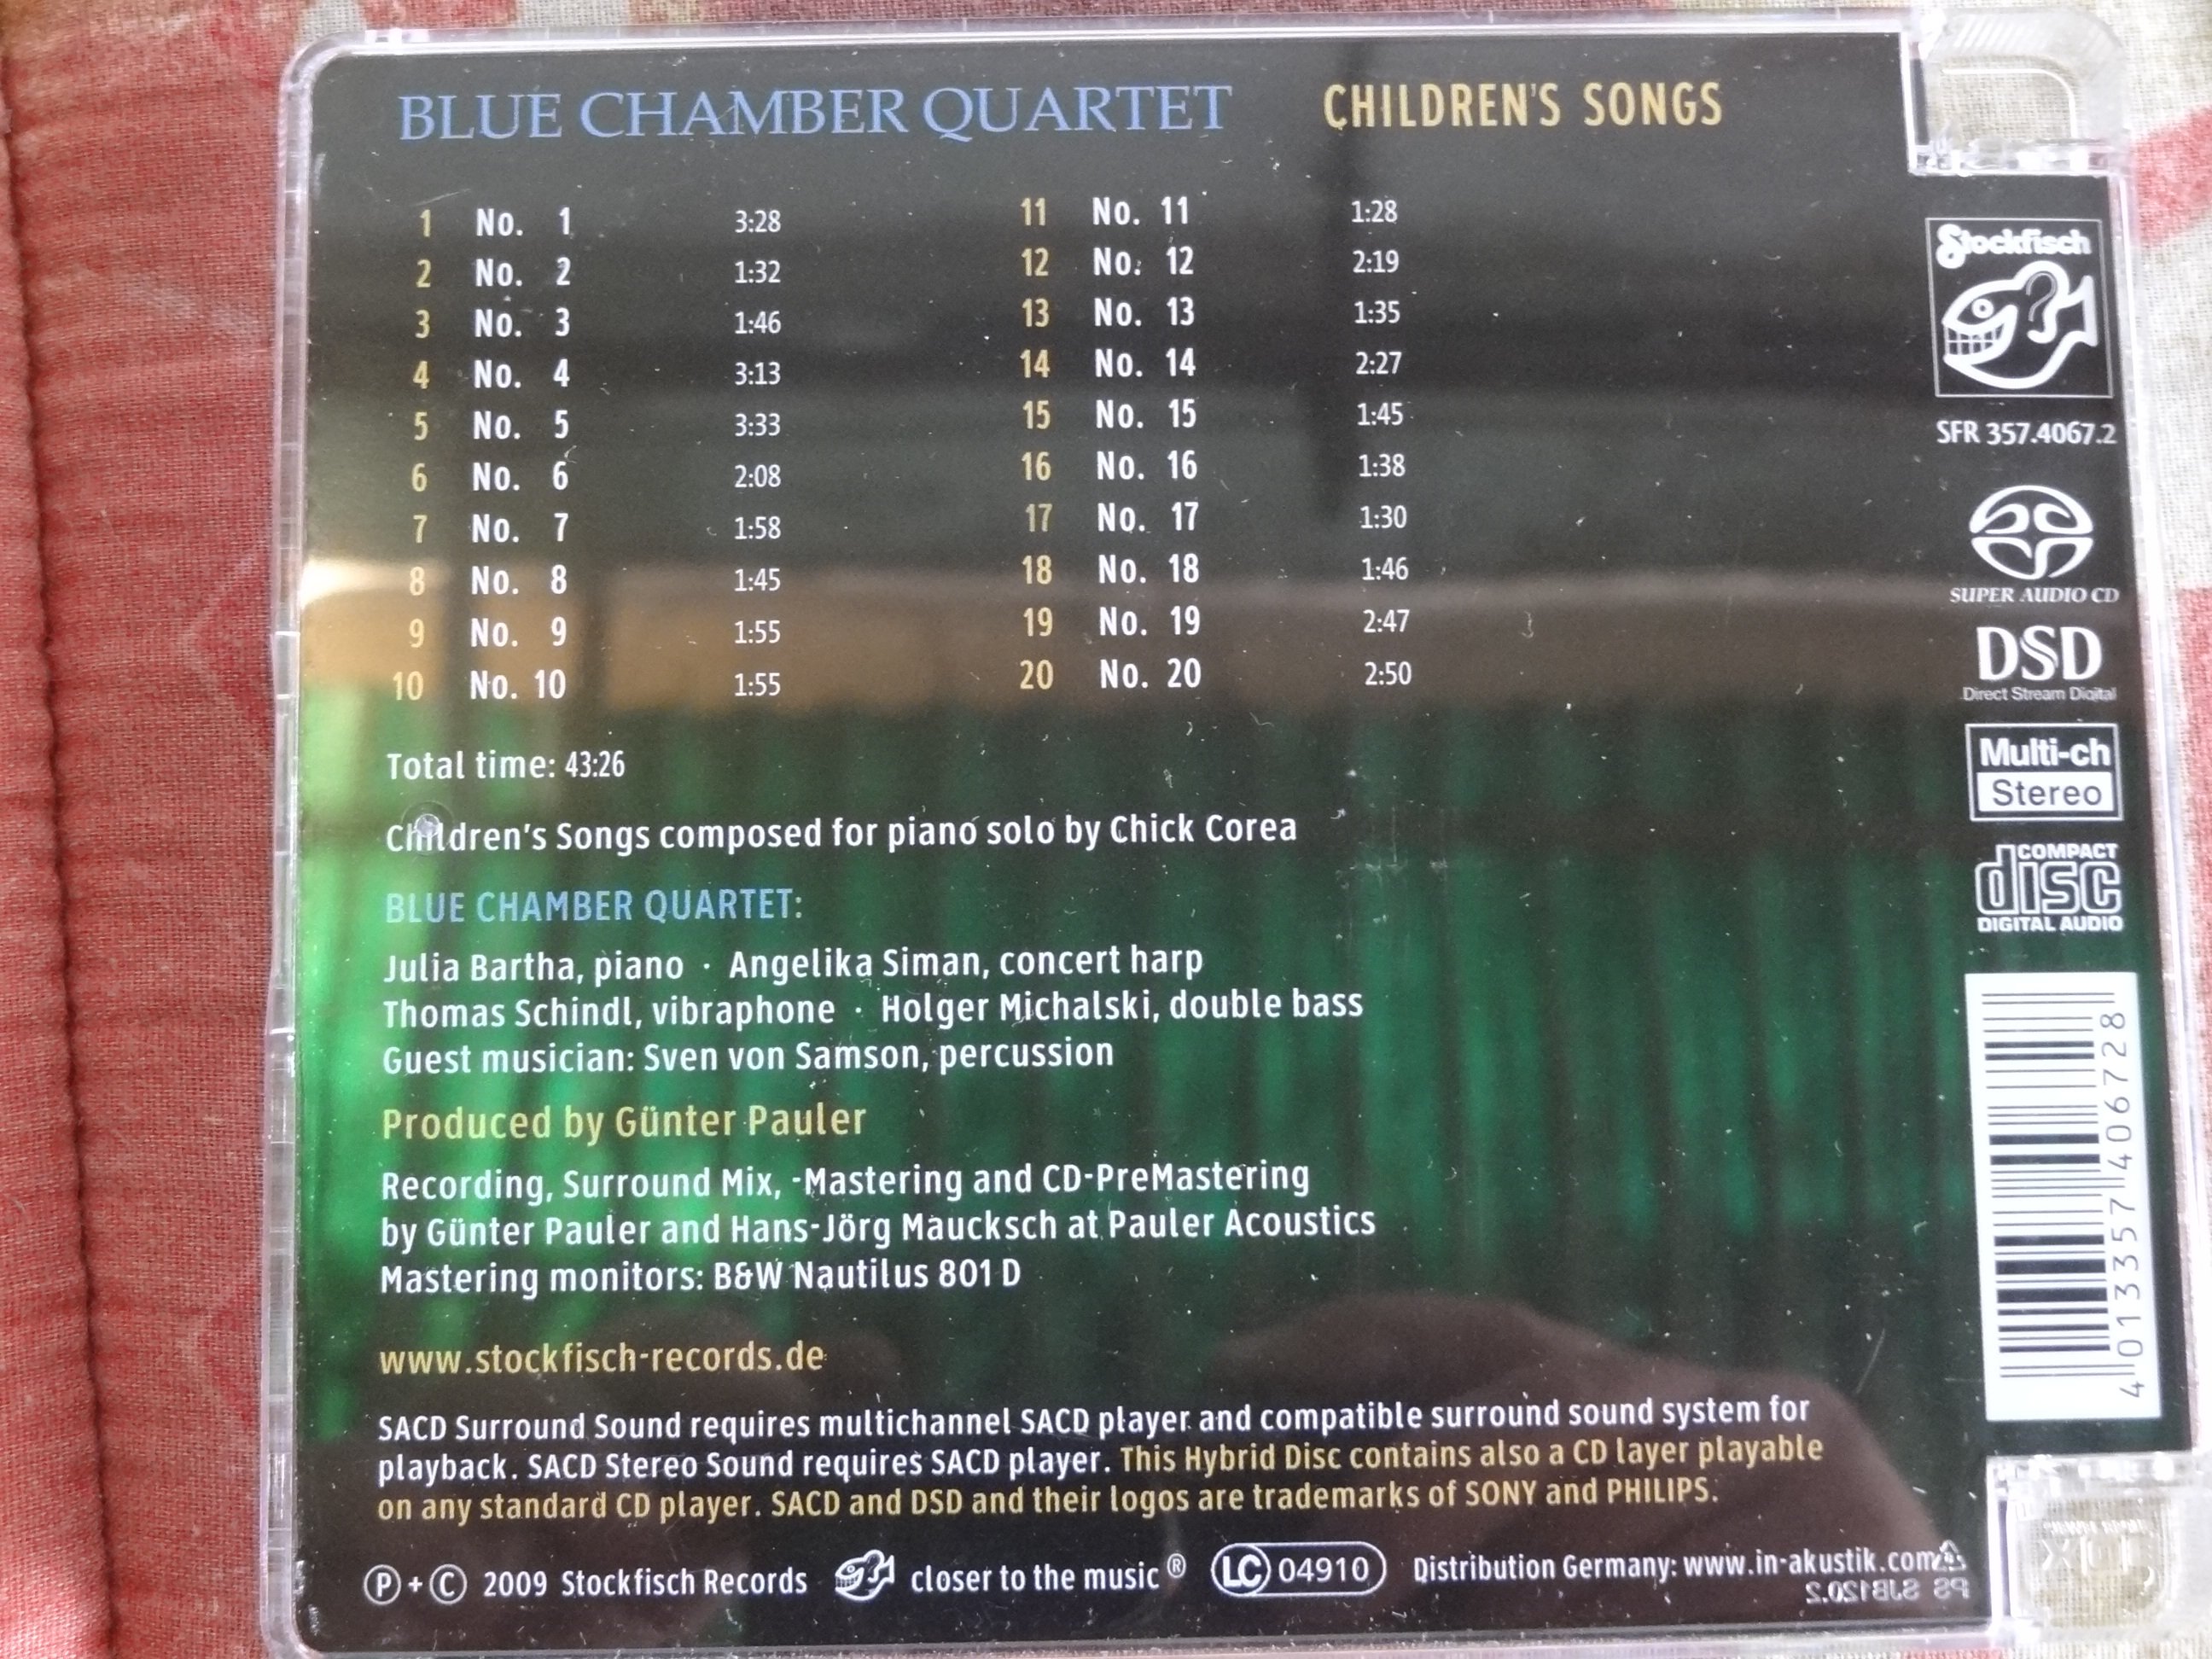 BLUE CHAMBER QUARTET CHILDREN'S SONGS
1 No. 1 3:28
2 No. 2 1:32
3 No. 3 1:46
4 No. 4 3:13
5 No. 5 3:33
6 No. 6 2:08
7 No. 7 1:58
8 No. 8 1:45
9 No. 9 1:55
10 No. 10 1:55
11 No. 11 1:28
12 No. 12 2:19
13 No. 13 1:35
14 No. 14 2:27
15 No. 15 1:45
16 No. 16 1:38
17 No. 17 1:30
18 No. 18 1:46
19 No. 19 2:47
20 No. 20 2:50
Total time: 43:26
Children's Songs composed for piano solo by Chick Corea
BLUE CHAMBER QUARTET:
Julia Bartha, piano · Angelika Siman, concert harp
Thomas Schindl, vibraphone · Holger Michalski, double bass
Guest musician: Sven von Samson, percussion
Produced by Günter Pauler
Recording, Surround Mix, -Mastering and CD-PreMastering
by Günter Pauler and Hans-Jörg Maucksch at Pauler Acoustics
Mastering monitors: B&W Nautilus 801 D
www.stockfisch-records.de
SACD Surround Sound requires multichannel SACD player and compatible surround sound system for
playback. SACD Stereo Sound requires SACD player. This Hybrid Disc contains also a CD layer playable
on any standard CD player. SACD and DSD and their logos are trademarks of SONY and PHILIPS.
Ⓟ+© 2009 Stockfisch Records closer to the music® LC 04910 Distribution Germany: www.in-akustik.com
PS SJB120.2
Stockfisch
SFR 357.4067.2
SUPER AUDIO CD
DSD
Direct Stream Digital
Multi-ch
Stereo
COMPACT
disc
DIGITAL AUDIO
4 013357 406728